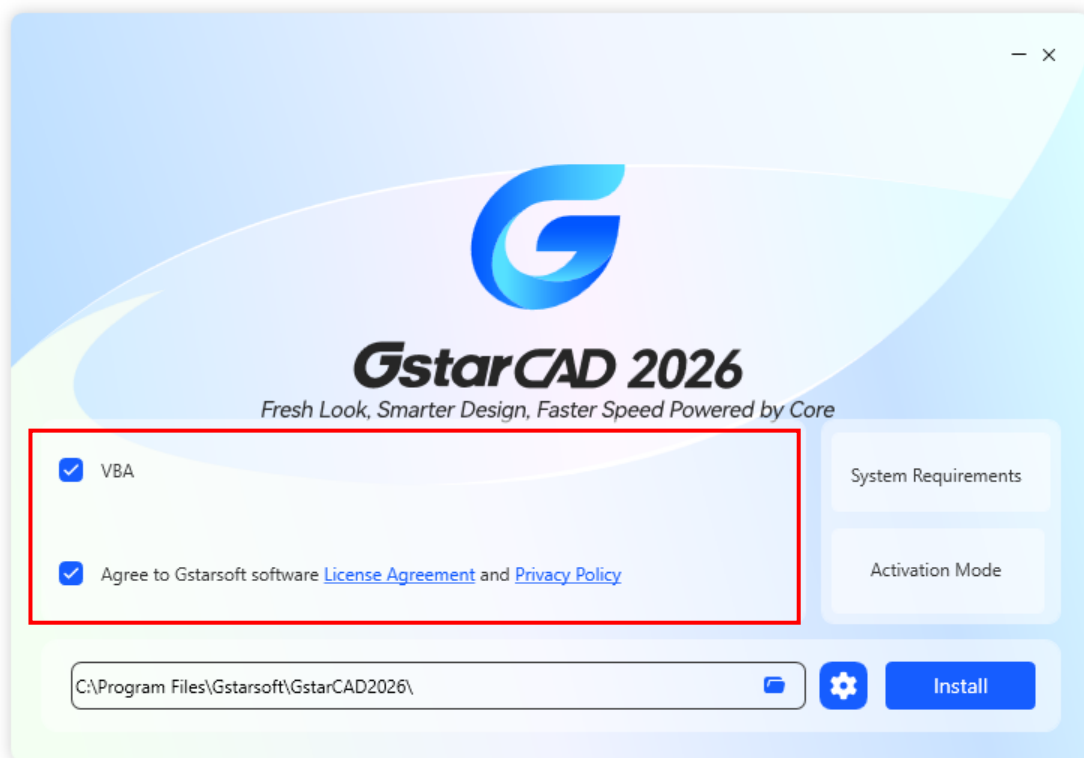 GstarCAD 2026
Fresh Look, Smarter Design, Faster Speed Powered by Core
VBA
System Requirements
Agree to Gstarsoft software License Agreement and Privacy Policy
Activation Mode
C:\Program Files\Gstarsoft\GstarCAD2026\
Install